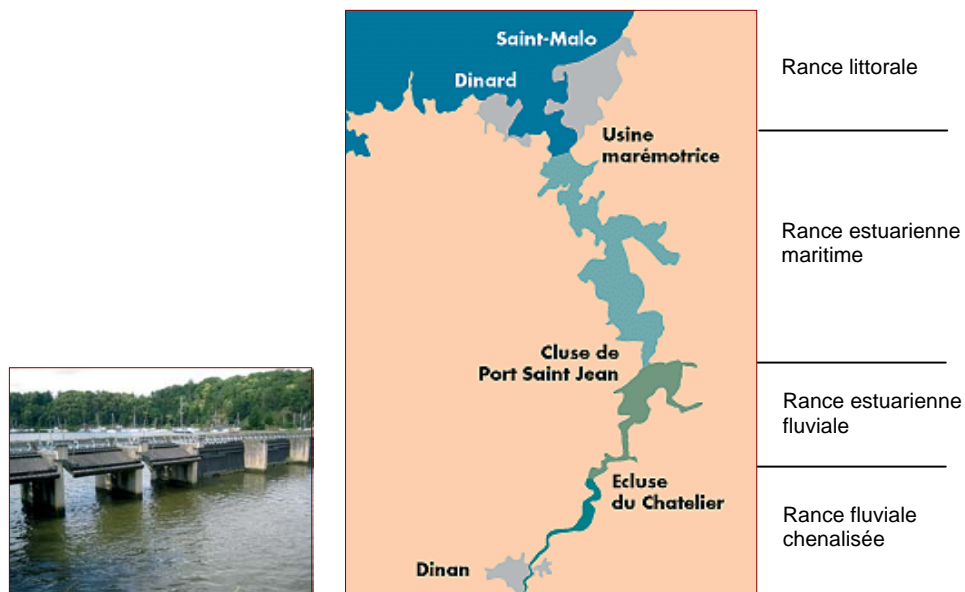 Saint-Malo
Dinard
Usine
marémotrice
Cluse de
Port Saint Jean
Ecluse
du Chatelier
Dinan
Rance littorale
Rance estuarienne
maritime
Rance estuarienne
fluviale
Rance fluviale
chenalisée